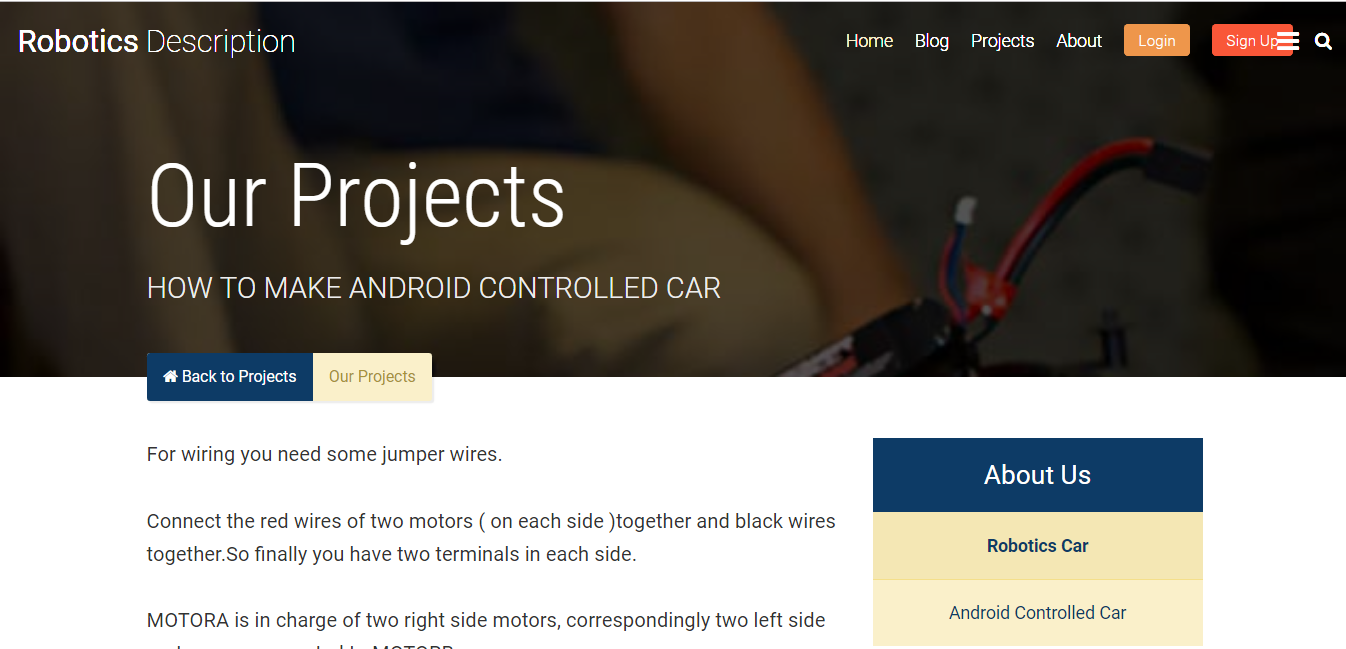 Robotics Description
Home Blog Projects About Login Sign Up
Our Projects
HOW TO MAKE ANDROID CONTROLLED CAR
Back to Projects Our Projects
For wiring you need some jumper wires.
Connect the red wires of two motors ( on each side )together and black wires
together.So finally you have two terminals in each side.
MOTORA is in charge of two right side motors, correspondingly two left side
About Us
Robotics Car
Android Controlled Car